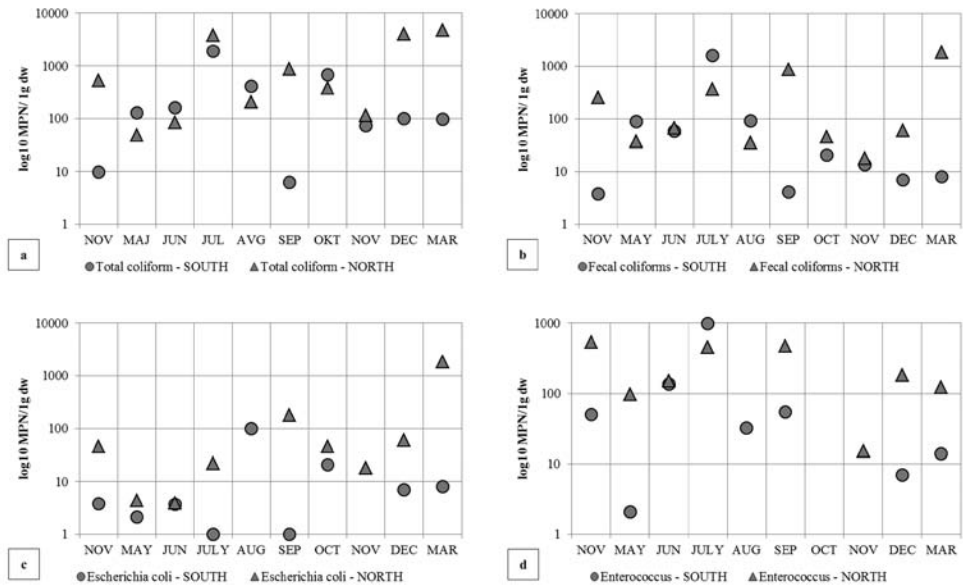 10000
1000
100
10
1
log10 MPN/ 1g dw
NOV MAJ JUN JUL AVG SEP OKT NOV DEC MAR
a
Total coliform - SOUTH Total coliform - NORTH
10000
1000
100
10
1
log10 MPN/ 1g dw
NOV MAY JUN JULY AUG SEP OCT NOV DEC MAR
b
Fecal coliforms - SOUTH Fecal coliforms - NORTH
10000
1000
100
10
1
log10 MPN/1g dw
NOV MAY JUN JULY AUG SEP OCT NOV DEC MAR
c
Escherichia coli - SOUTH Escherichia coli - NORTH
1000
100
10
1
log10 MPN/1g dw
NOV MAY JUN JULY AUG SEP OCT NOV DEC MAR
d
Enterococcus - SOUTH Enterococcus - NORTH